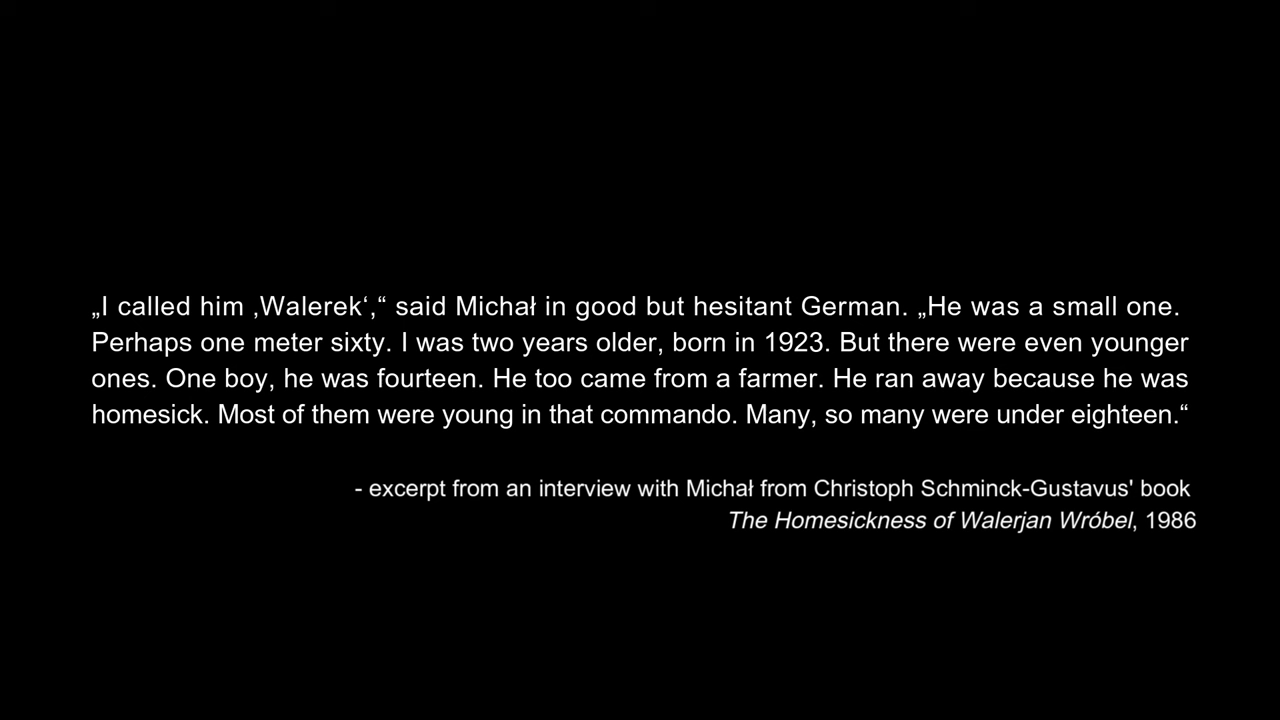 „I called him ‚Walerek‘,“ said Michał in good but hesitant German. „He was a small one.
Perhaps one meter sixty. I was two years older, born in 1923. But there were even younger
ones. One boy, he was fourteen. He too came from a farmer. He ran away because he was
homesick. Most of them were young in that commando. Many, so many were under eighteen.“
- excerpt from an interview with Michał from Christoph Schminck-Gustavus' book
The Homesickness of Walerjan Wróbel, 1986